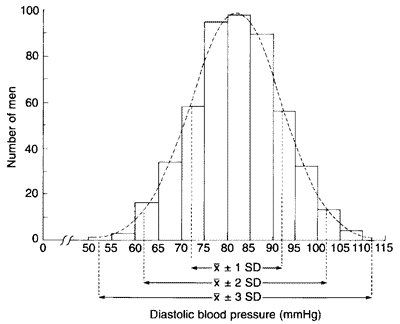 100
80
60
40
20
0
Number of men
0 50 55 60 65 70 75 80 85 90 95 100 105 110 115
x̄ ± 1 SD
x̄ ± 2 SD
x̄ ± 3 SD
Diastolic blood pressure (mmHg)